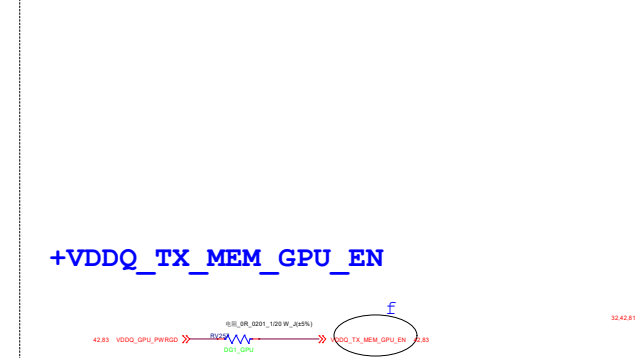 +VDDQ_TX_MEM_GPU_EN
f
32,42,81
电阻_0R_0201_1/20 W_J(±5%)
42,83 VDDQ_GPU_PWRGD RV257 VDDQ_TX_MEM_GPU_EN 42,83
DG1_GPU